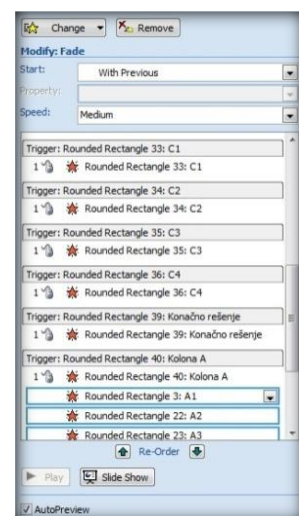 Change Remove
Modify: Fade
Start: With Previous
Property:
Speed: Medium
Trigger: Rounded Rectangle 33: C1
1 Rounded Rectangle 33: C1
Trigger: Rounded Rectangle 34: C2
1 Rounded Rectangle 34: C2
Trigger: Rounded Rectangle 35: C3
1 Rounded Rectangle 35: C3
Trigger: Rounded Rectangle 36: C4
1 Rounded Rectangle 36: C4
Trigger: Rounded Rectangle 39: Konačno rešenje
1 Rounded Rectangle 39: Konačno rešenje
Trigger: Rounded Rectangle 40: Kolona A
1 Rounded Rectangle 40: Kolona A
Rounded Rectangle 3: A1
Rounded Rectangle 22: A2
Rounded Rectangle 23: A3
Re-Order
Play Slide Show
AutoPreview